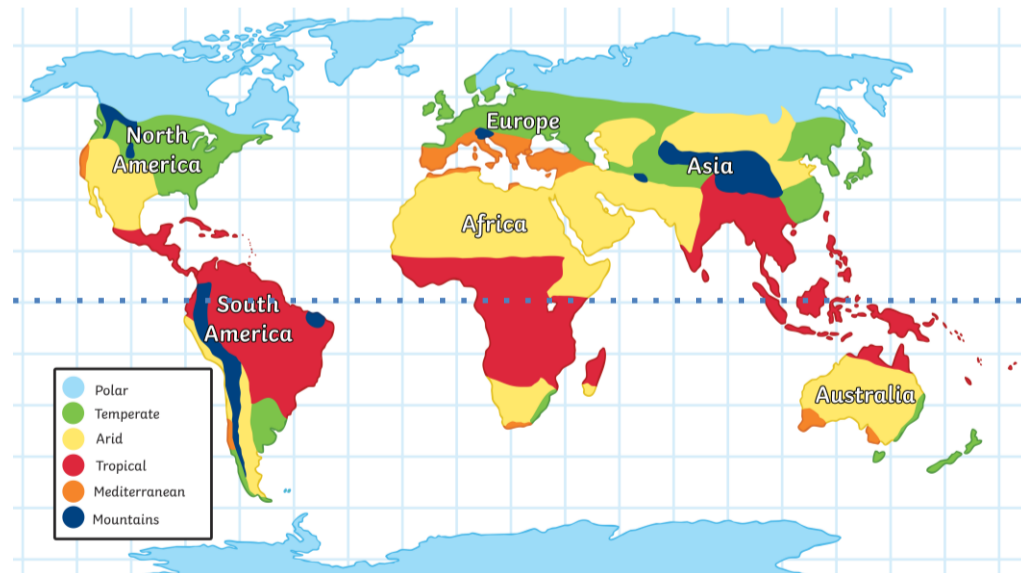 North
America
Europe
Asia
Africa
South
America
Australia
Polar
Temperate
Arid
Tropical
Mediterranean
Mountains